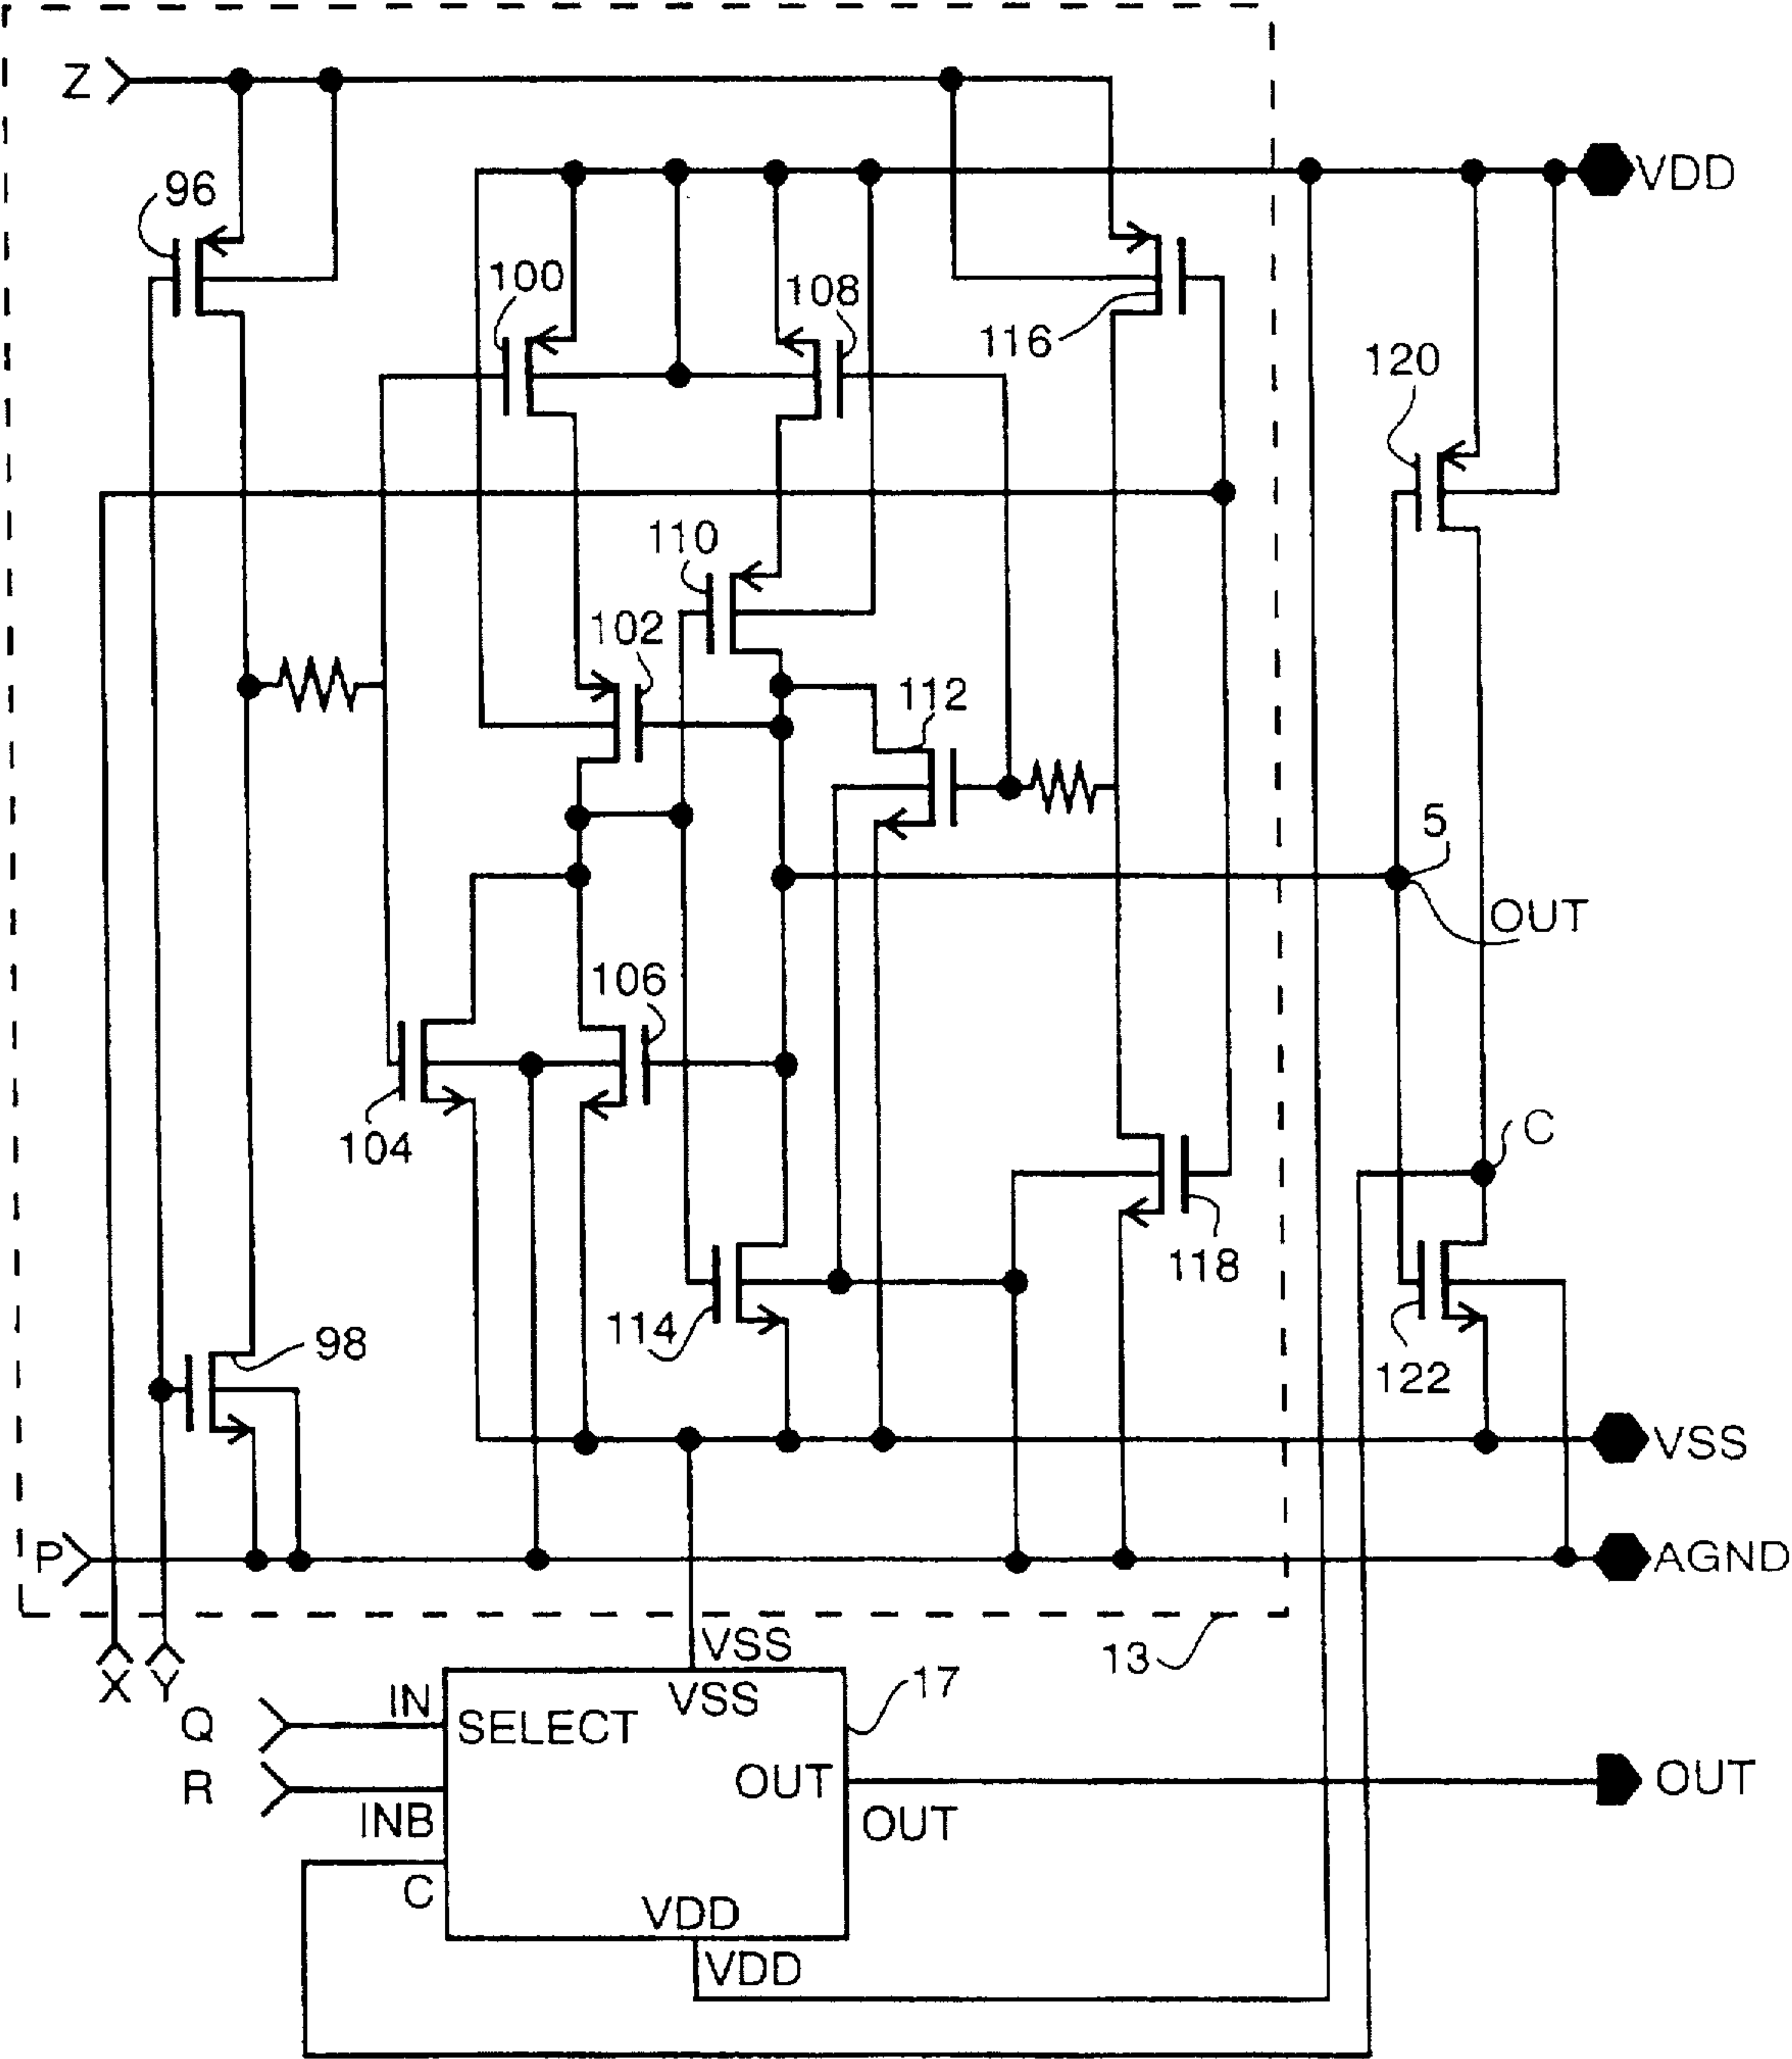 Z
VDD
96
100
108
116
120
110
102
112
5
OUT
106
104
C
118
114
98
122
VSS
P
AGND
13
X
Y
VSS
17
Q
IN
VSS
SELECT
R
OUT
OUT
INB
OUT
C
VDD
VDD